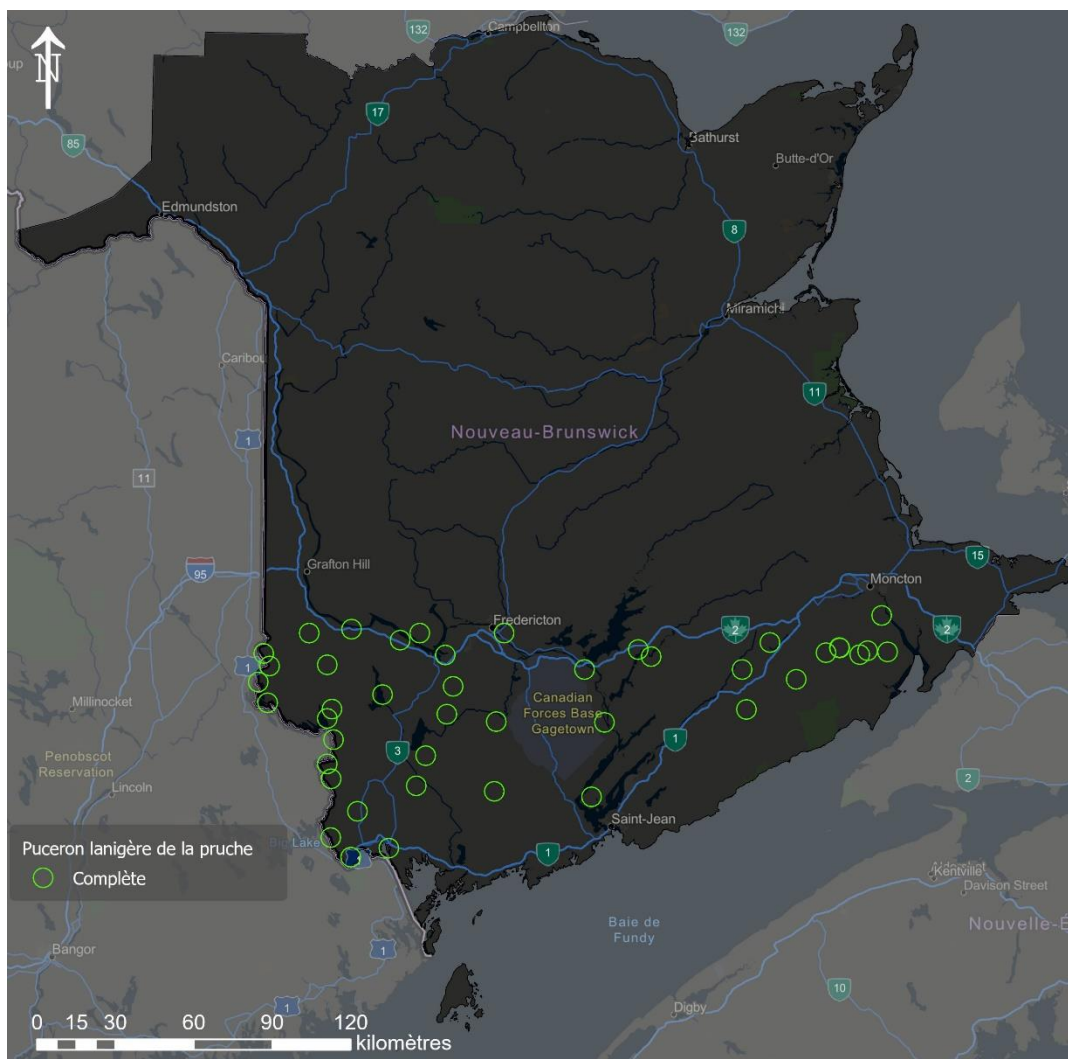 N
132
Campbellton
132
oup
17
85
Bathurst
Butte-d'Or
Edmundston
8
Miramichi
Caribou
11
1
Nouveau-Brunswick
11
Grafton Hill
95
15
Moncton
Fredericton
2
2
1
Millinocket
Canadian
Forces Base
Gagetown
1
3
Penobscot
Reservation
Lincoln
2
Saint-Jean
Puceron lanigère de la pruche
Big Lake
1
Complète
Kentville
Davison Street
Baie de
Fundy
Nouvelle-É
Bangor
1
10
1
Digby
0 15 30 60 90 120
kilomètres